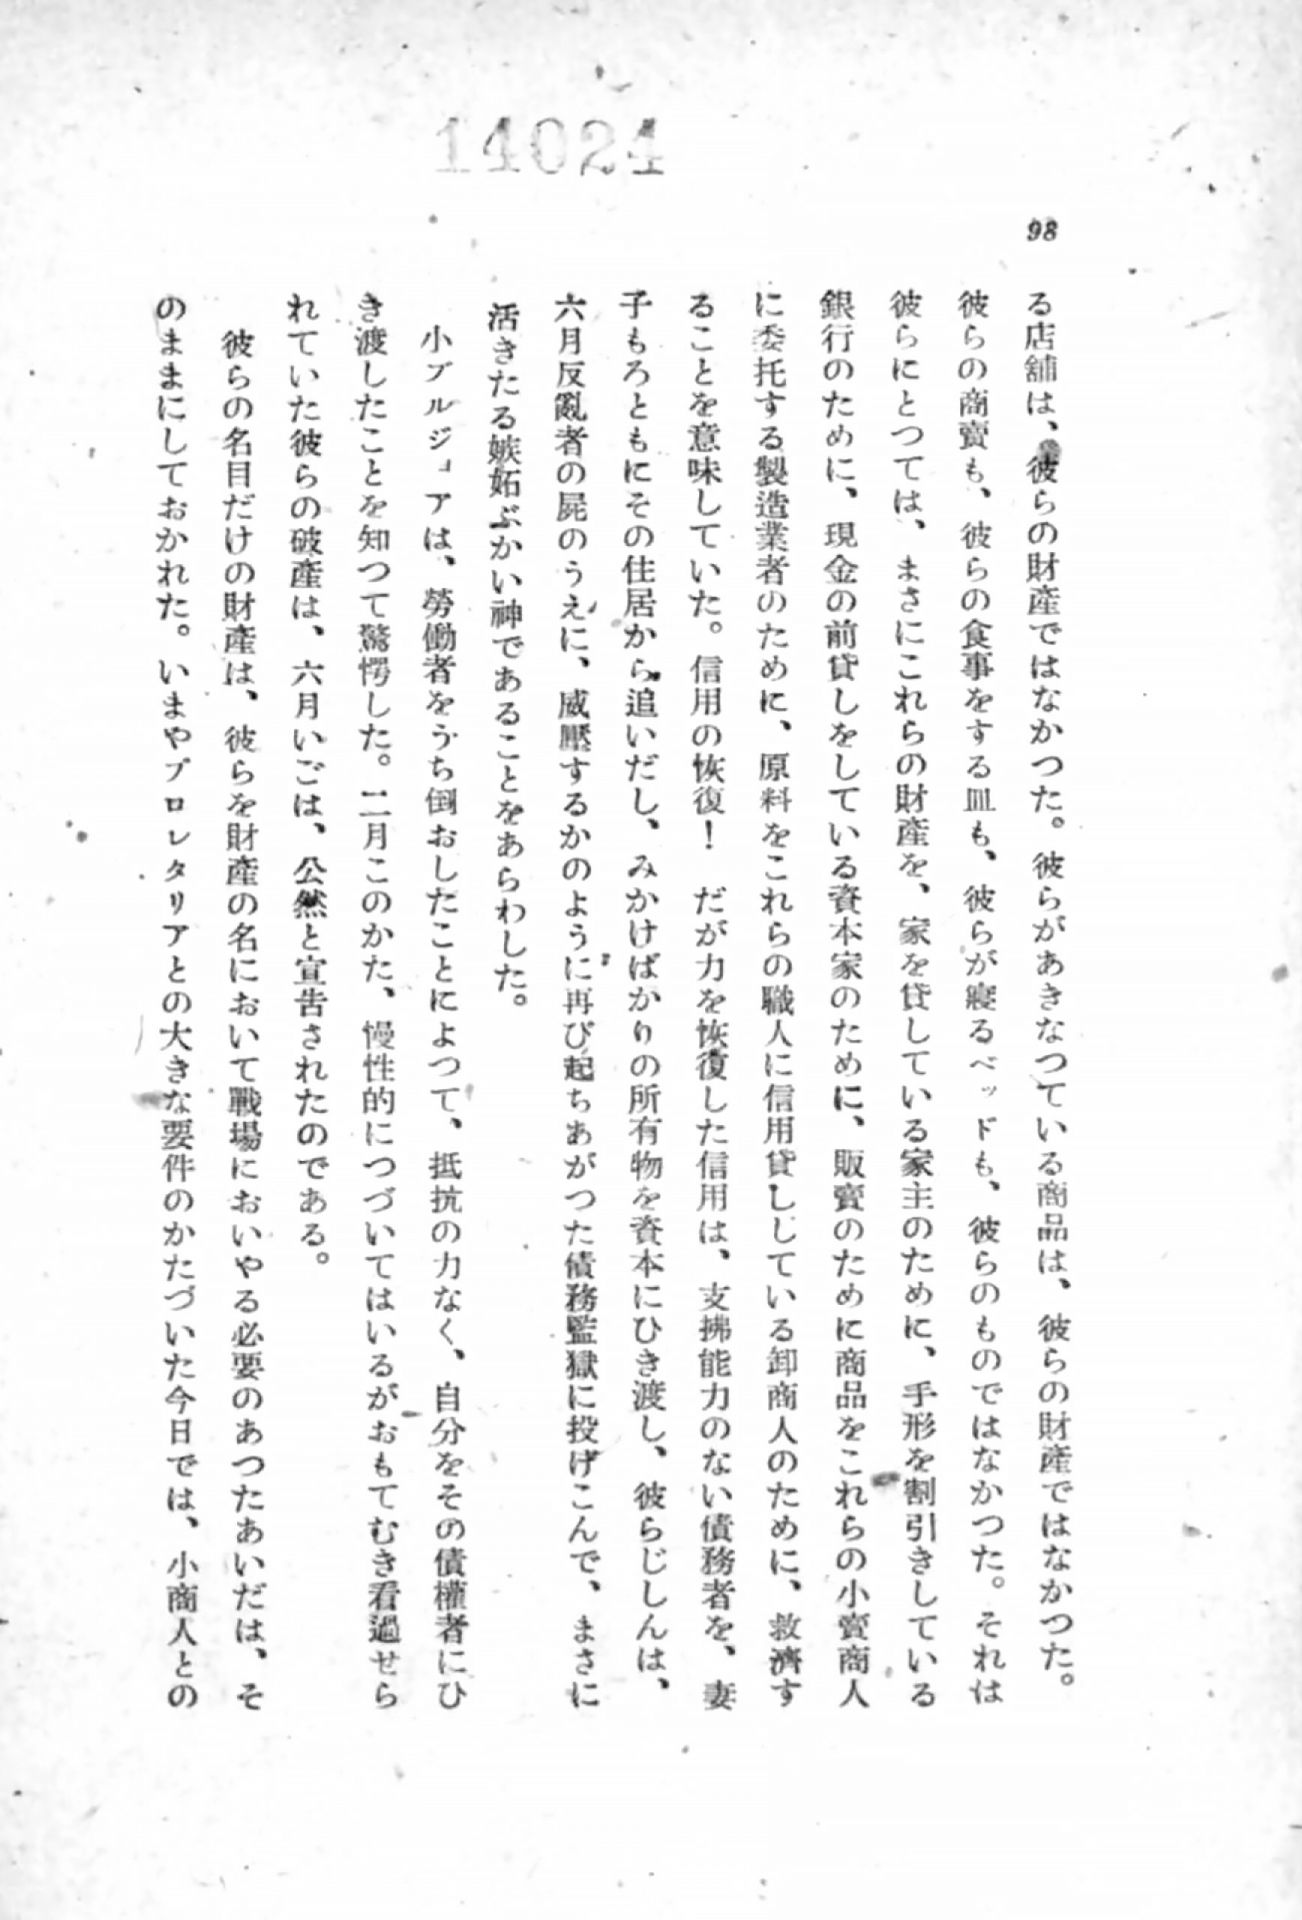 14024
98
る店舗は、彼らの財産ではなかつた。彼らがあきなつている商品は、彼らの財産ではなかつた。
彼らの商賣も、彼らの食事をする皿も、彼らが寢るベッドも、彼らのものではなかつた。それは
彼らにとつては、まさにこれらの財産を、家を貸している家主のために、手形を割引きしている
銀行のために、現金の前貸しをしている資本家のために、販賣のために商品をこれらの小賣商人
に委托する製造業者のために、原料をこれらの職人に信用貸しじている卸商人のために、救濟す
ることを意味していた。信用の恢復！ だが力を恢復した信用は、支拂能力のない債務者を、妻
子もろともにその住居から追いだし、みかけばかりの所有物を資本にひき渡し、彼らじしんは、
六月反亂者の屍のうえに、威壓するかのように再び起ちあがつた債務監獄に投げこんで、まさに
活きたる嫉妬ぶかい神であることをあらわした。
小ブルジョアは、勞働者をうち倒おしたことによつて、抵抗の力なく、自分をその債權者にひ
き渡したことを知つて驚愕した。二月このかた、慢性的につづいてはいるがおもてむき看過せら
れていた彼らの破産は、六月いごは、公然と宣告されたのである。
彼らの名目だけの財産は、彼らを財産の名において戰場においやる必要のあつたあいだは、そ
のままにしておかれた。いまやプロレタリアとの大きな要件のかたづいた今日では、小商人との